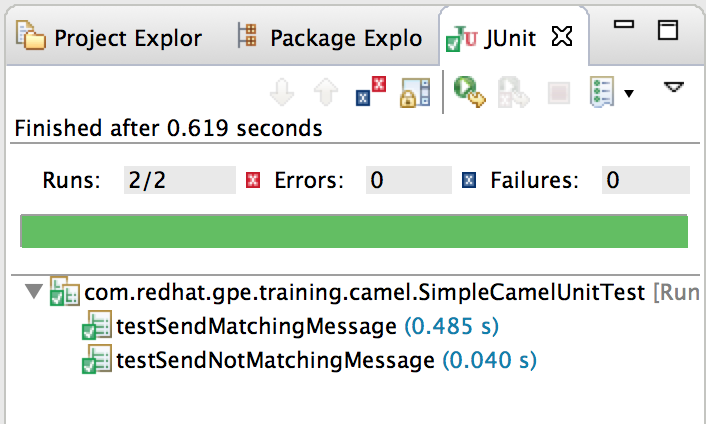 Project Explor Package Explo JUnit
Finished after 0.619 seconds
Runs: 2/2 Errors: 0 Failures: 0
com.redhat.gpe.training.camel.SimpleCamelUnitTest [Run
testSendMatchingMessage (0.485 s)
testSendNotMatchingMessage (0.040 s)